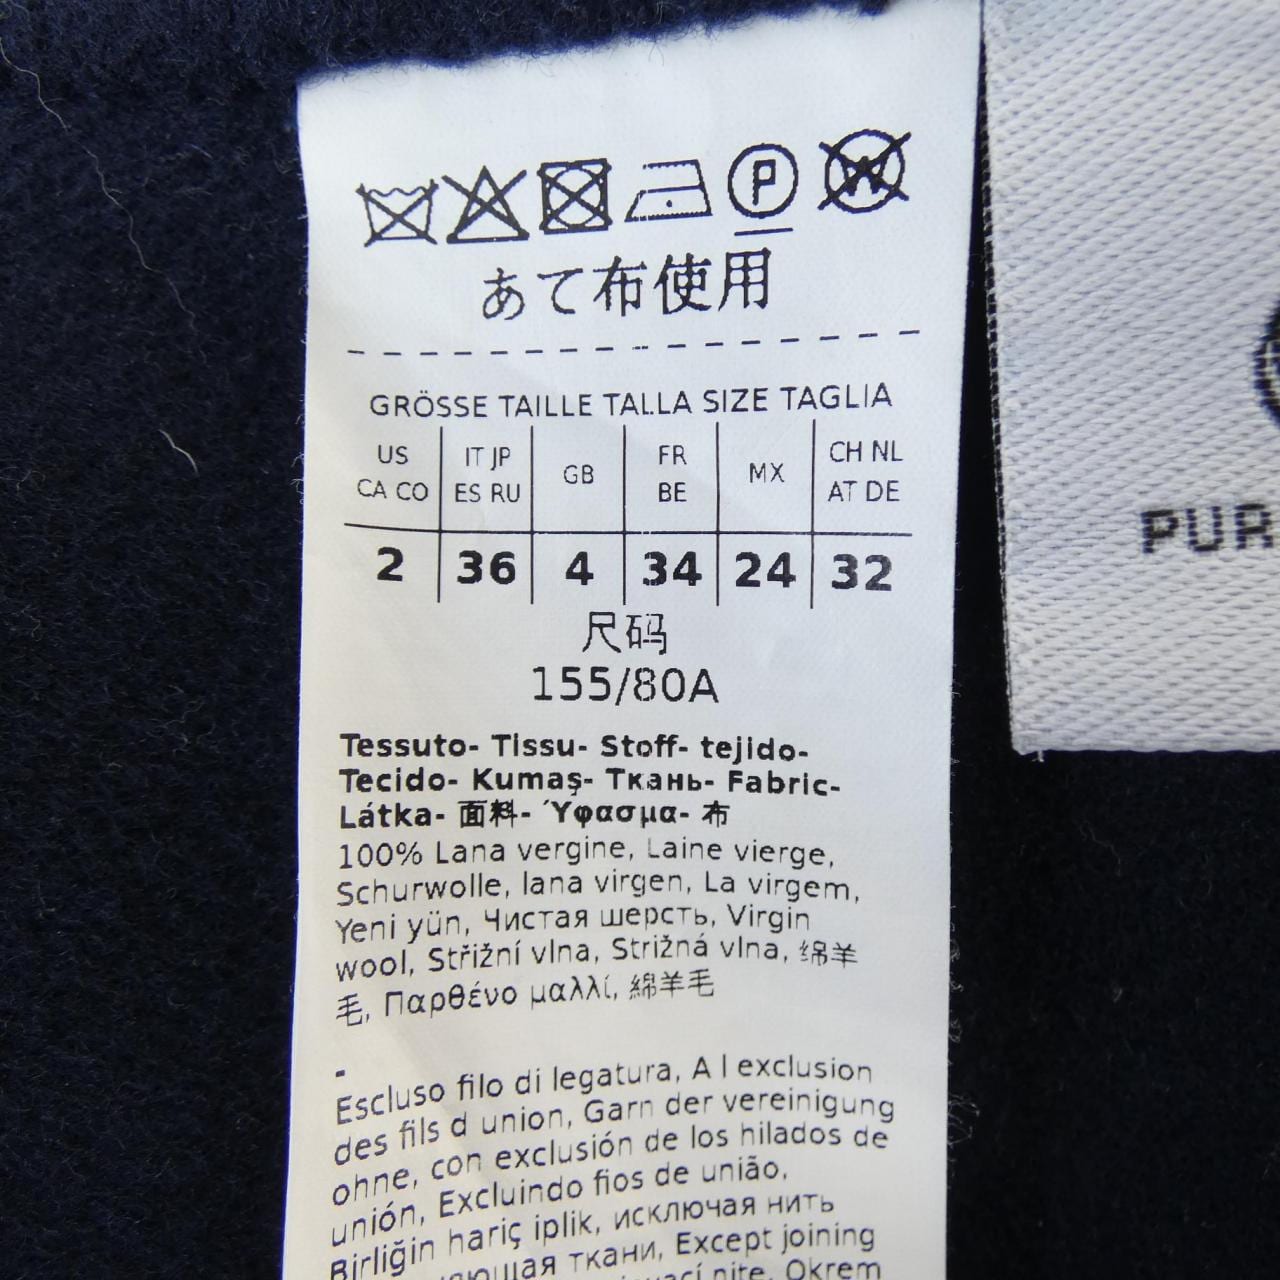 P W
あて布使用
GRÖSSE TAILLE TALLA SIZE TAGLIA
US CA CO | IT JP ES RU | GB | FR BE | MX | CH NL AT DE
2 | 36 | 4 | 34 | 24 | 32
尺码
155/80A
Tessuto- Tissu- Stoff- tejido-
Tecido- Kumaş- Ткань- Fabric-
Látka- 面料- Ύφασμα- 布
100% Lana vergine, Laine vierge,
Schurwolle, lana virgen, La virgem,
Yeni yün, Чистая шерсть, Virgin
wool, Střižní vlna, Strižná vlna, 绵羊
毛, Παρθένο μαλλί, 綿羊毛
-
Escluso filo di legatura, A l exclusion
des fils d union, Garn der vereinigung
ohne, con exclusión de los hilados de
unión, Excluindo fios de união,
Birliğin hariç iplik, исключая нить
ткани, Except joining
nite, Okrem
PUR